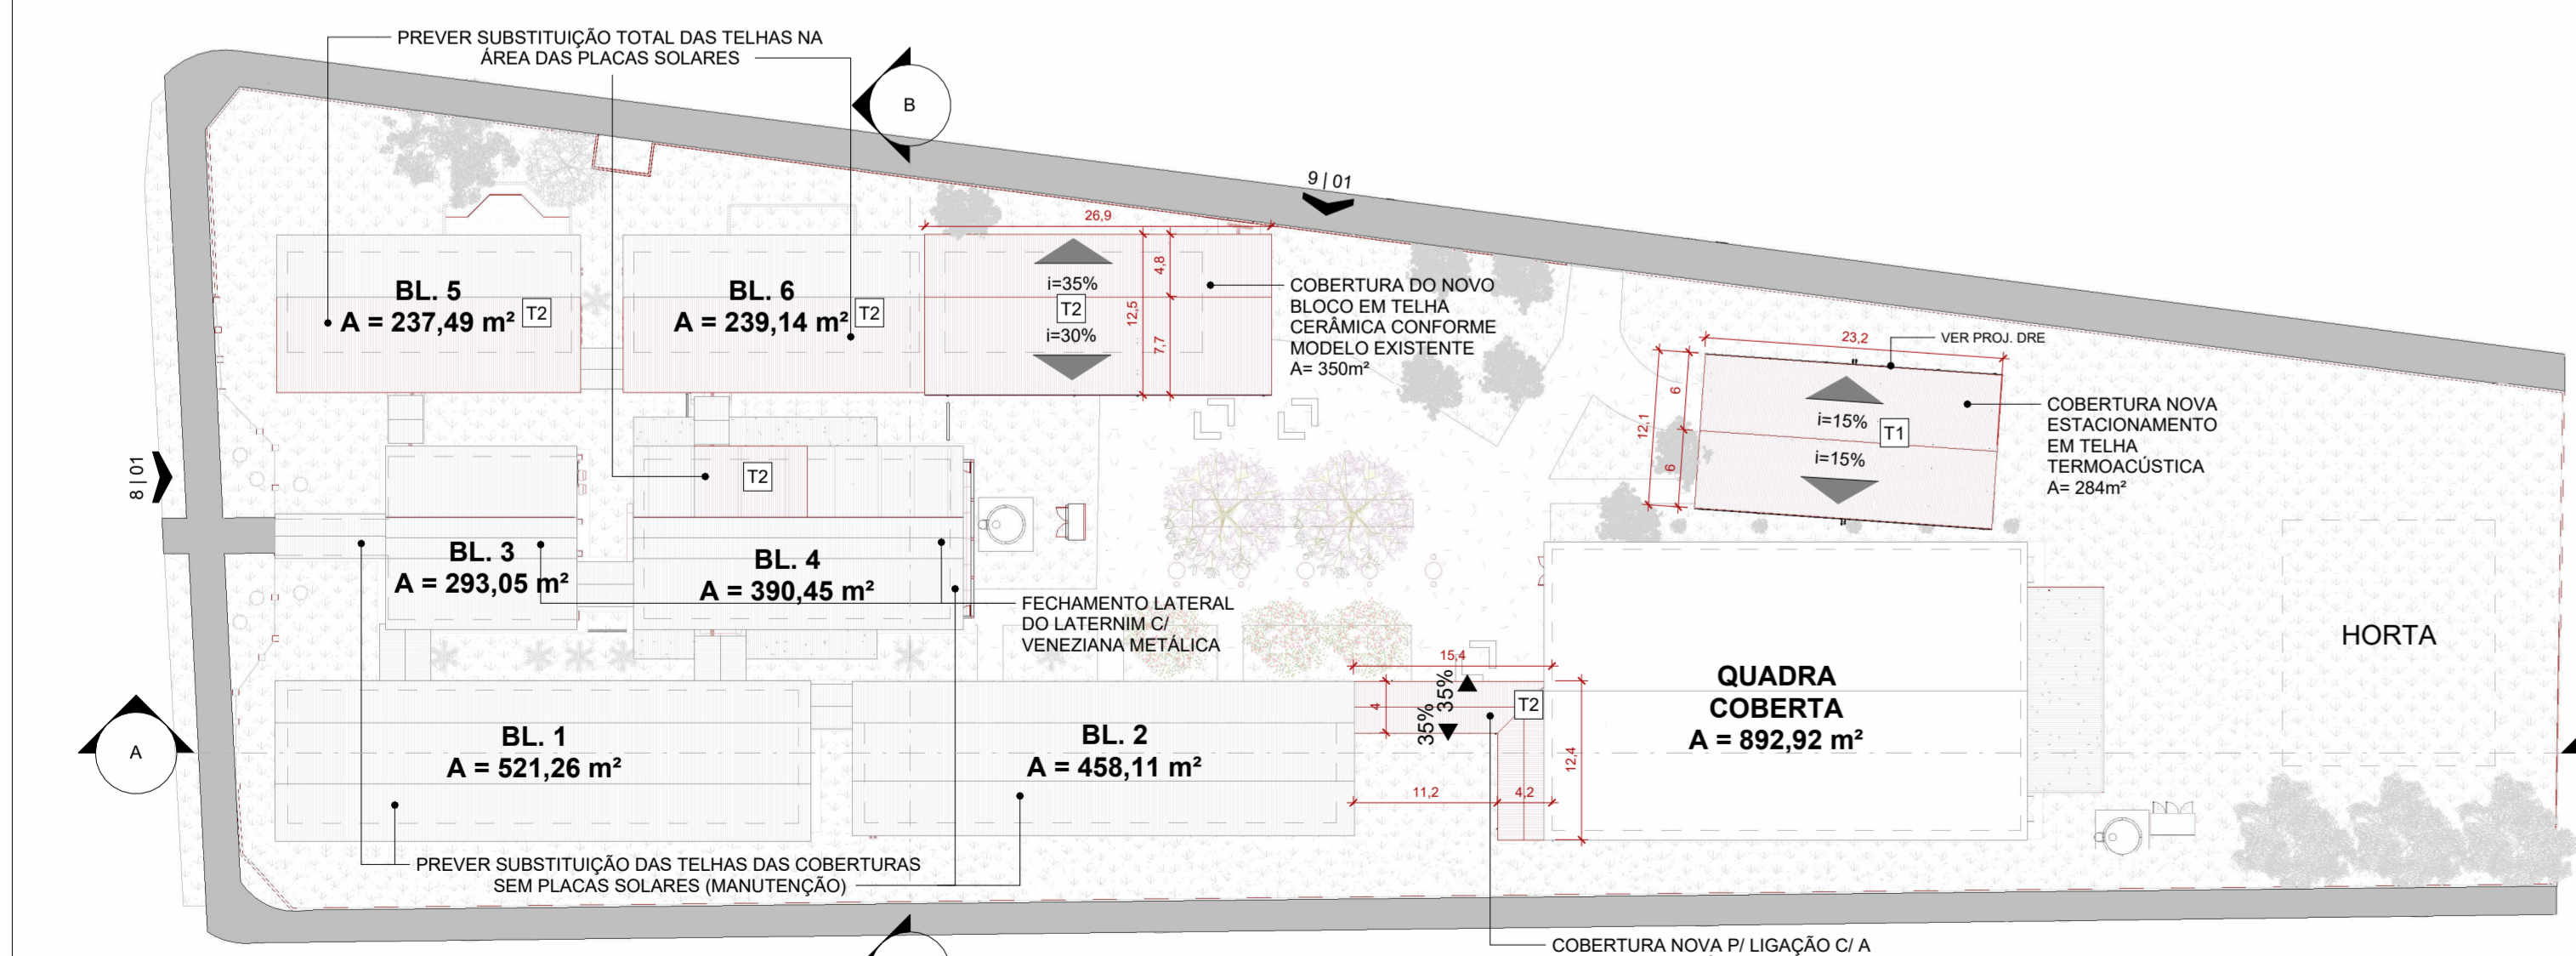 PREVER SUBSTITUIÇÃO TOTAL DAS TELHAS NA
ÁREA DAS PLACAS SOLARES
B
9 | 01
26,9
BL. 5
A = 237,49 m²
T2
BL. 6
A = 239,14 m²
T2
i=35%
T2
i=30%
12,5
4,8
7,7
COBERTURA DO NOVO
BLOCO EM TELHA
CERÂMICA CONFORME
MODELO EXISTENTE
A= 350m²
23,2
VER PROJ. DRE
12,1
6
6
i=15%
T1
i=15%
COBERTURA NOVA
ESTACIONAMENTO
EM TELHA
TERMOACÚSTICA
A= 284m²
8 | 01
T2
BL. 3
A = 293,05 m²
BL. 4
A = 390,45 m²
FECHAMENTO LATERAL
DO LATERNIM C/
VENEZIANA METÁLICA
HORTA
15,4
4
35%
35%
T2
12,4
11,2
4,2
QUADRA
COBERTA
A = 892,92 m²
A
BL. 1
A = 521,26 m²
BL. 2
A = 458,11 m²
PREVER SUBSTITUIÇÃO DAS TELHAS DAS COBERTURAS
SEM PLACAS SOLARES (MANUTENÇÃO)
COBERTURA NOVA P/ LIGAÇÃO C/ A